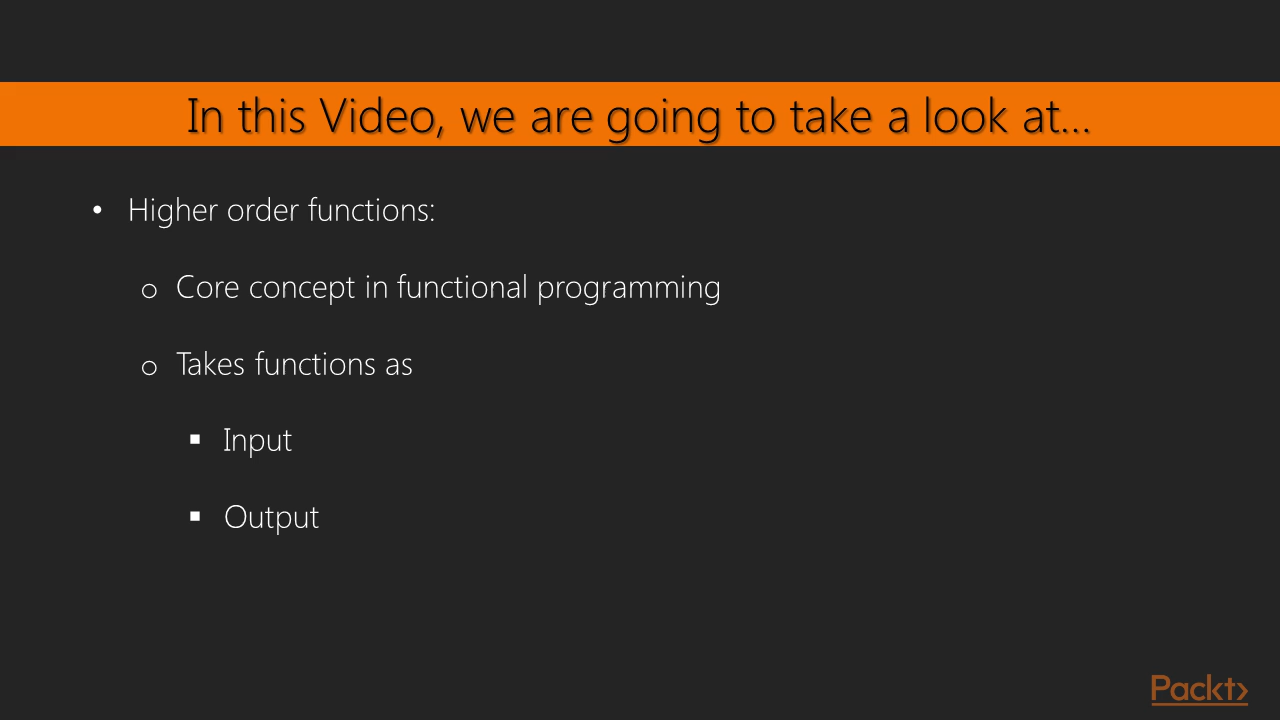 In this Video, we are going to take a look at...
• Higher order functions:
o Core concept in functional programming
o Takes functions as
▪ Input
▪ Output
Packt>